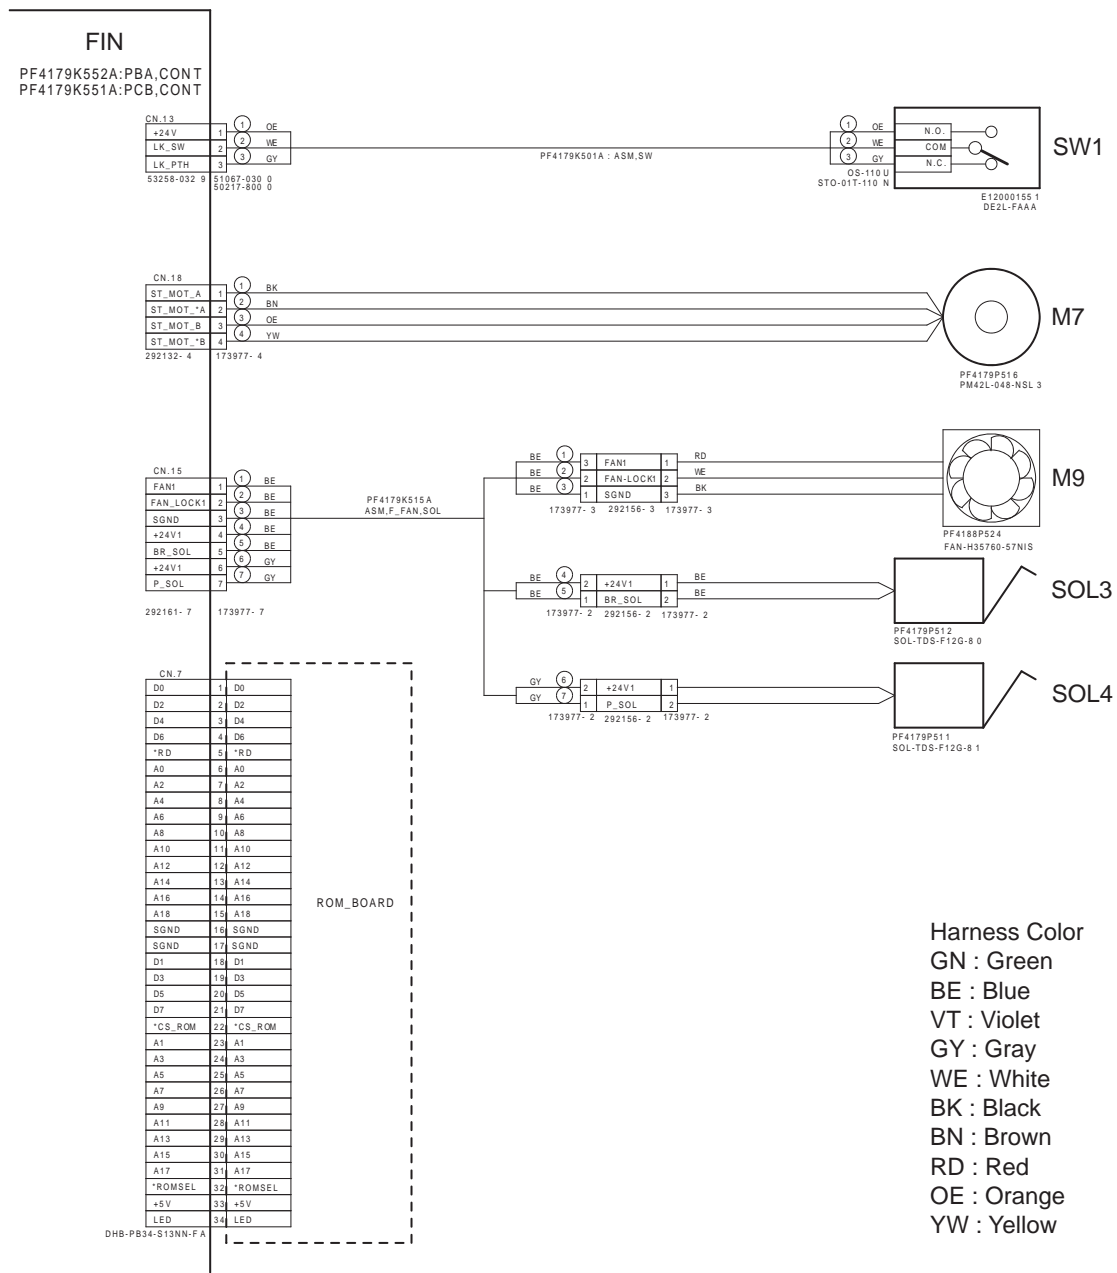 FIN
PF4179K552A:PBA,CONT
PF4179K551A:PCB,CONT
CN.13
+24V 1 1 OE
LK_SW 2 2 WE
LK_PTH 3 3 GY
53258-032 9 51067-030 0
50217-800 0
PF4179K501A : ASM,SW
1 OE N.O.
2 WE COM
3 GY N.C.
OS-110 U
STO-01T-110 N
E12000155 1
DE2L-FAAA
SW1
CN.18
ST_MOT_A 1 1 BK
ST_MOT_*A 2 2 BN
ST_MOT_B 3 3 OE
ST_MOT_*B 4 4 YW
292132- 4 173977- 4
M7
PF4179P516
PM42L-048-NSL 3
CN.15
FAN1 1 1 BE
FAN_LOCK1 2 2 BE
SGND 3 3 BE
+24V1 4 4 BE
BR_SOL 5 5 BE
+24V1 6 6 GY
P_SOL 7 7 GY
292161- 7 173977- 7
PF4179K515A
ASM,F_FAN,SOL
BE 1 3 FAN1 1 RD
BE 2 2 FAN-LOCK1 2 WE
BE 3 1 SGND 3 BK
173977- 3 292156- 3 173977- 3
M9
PF4188P524
FAN-H35760-57NIS
BE 4 2 +24V1 1 BE
BE 5 1 BR_SOL 2 BE
173977- 2 292156- 2 173977- 2
SOL3
PF4179P512
SOL-TDS-F12G-8 0
GY 6 2 +24V1 1
GY 7 1 P_SOL 2
173977- 2 292156- 2 173977- 2
SOL4
PF4179P511
SOL-TDS-F12G-8 1
CN.7
D0 1 D0
D2 2 D2
D4 3 D4
D6 4 D6
*RD 5 *RD
A0 6 A0
A2 7 A2
A4 8 A4
A6 9 A6
A8 10 A8
A10 11 A10
A12 12 A12
A14 13 A14
A16 14 A16
A18 15 A18
SGND 16 SGND
SGND 17 SGND
D1 18 D1
D3 19 D3
D5 20 D5
D7 21 D7
*CS_ROM 22 *CS_ROM
A1 23 A1
A3 24 A3
A5 25 A5
A7 26 A7
A9 27 A9
A11 28 A11
A13 29 A13
A15 30 A15
A17 31 A17
*ROMSEL 32 *ROMSEL
+5V 33 +5V
LED 34 LED
DHB-PB34-S13NN-F A
ROM_BOARD
Harness Color
GN : Green
BE : Blue
VT : Violet
GY : Gray
WE : White
BK : Black
BN : Brown
RD : Red
OE : Orange
YW : Yellow